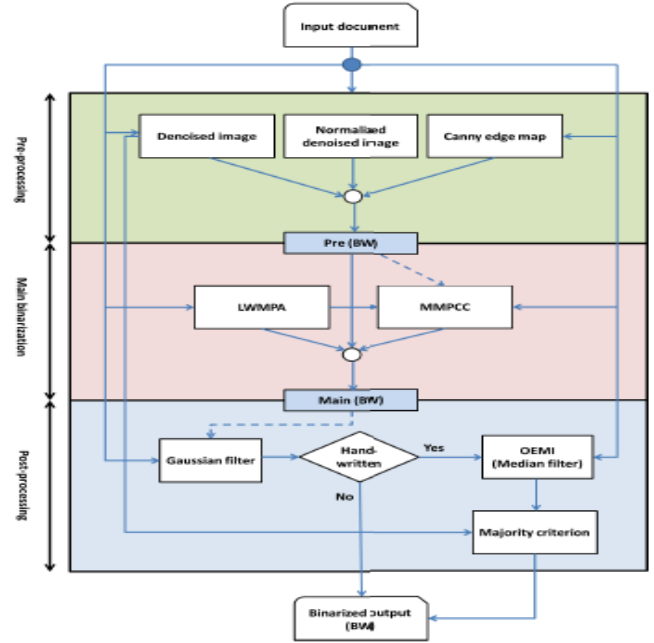 Input document
Pre-processing
Denoised image
Normalized
denoised image
Canny edge map
Pre (BW)
Main binarization
LWMPA
MMPCC
Main (BW)
Post-processing
Gaussian filter
Hand-
written
Yes
No
OEMI
(Median filter)
Majority criterion
Binarized output
(BW)